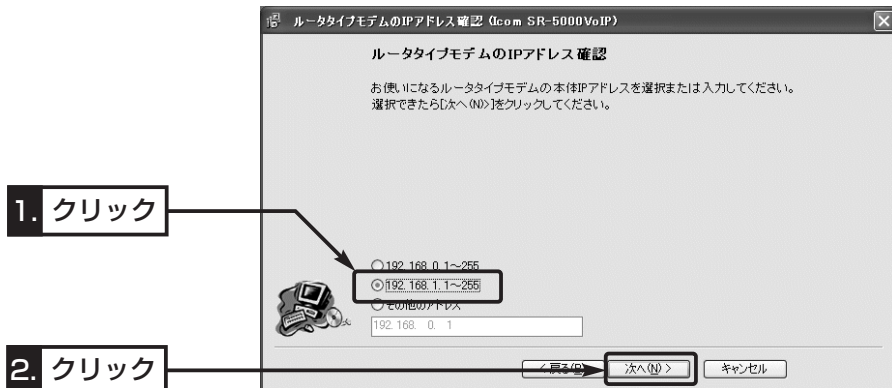 ルータタイプモデムのIPアドレス確認 (Icom SR-5000VoIP)
ルータタイプモデムのIPアドレス確認
お使いになるルータタイプモデムの本体IPアドレスを選択または入力してください。
選択できたら[次へ(N)>]をクリックしてください。
1. クリック
192.168.0.1~255
192.168.1.1~255
その他のアドレス
192.168. 0. 1
2. クリック
< 戻る(B)
次へ(N) >
キャンセル